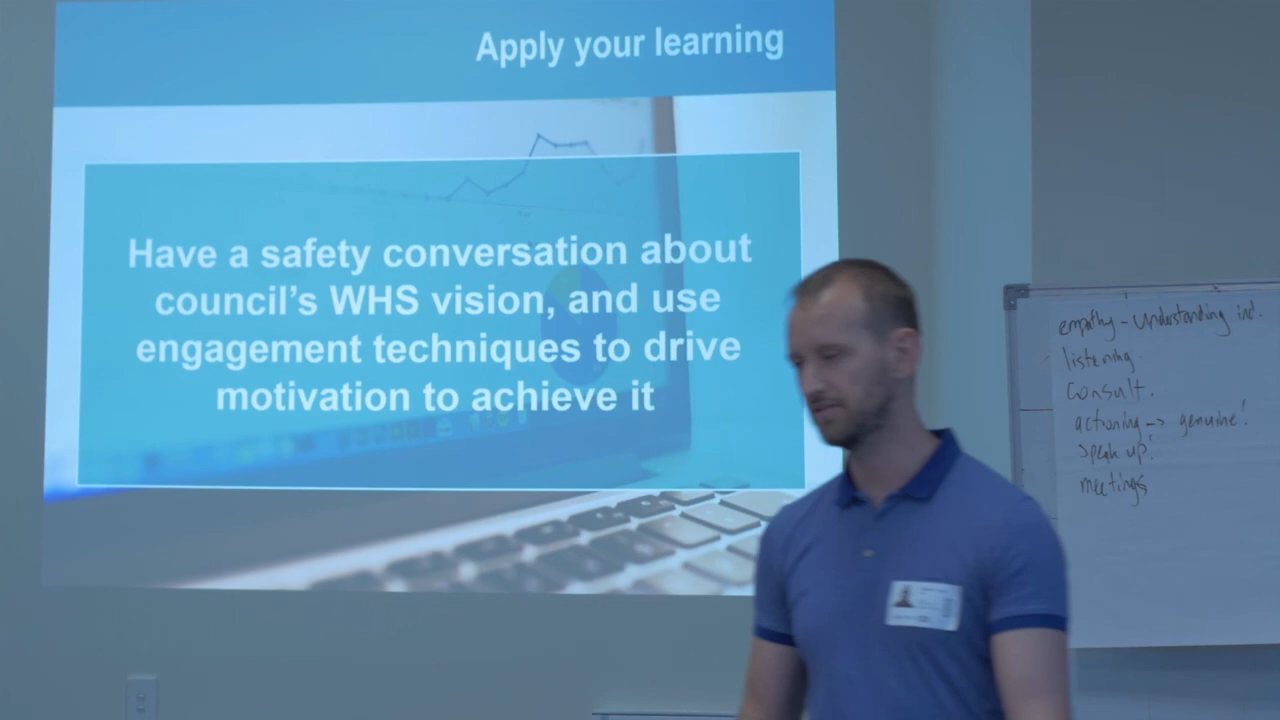 Apply your learning
Have a safety conversation about
council's WHS vision, and use
engagement techniques to drive
motivation to achieve it
empathy - understanding ind.
listening.
Consult.
actioning -> genuine!
Speak up!
meetings